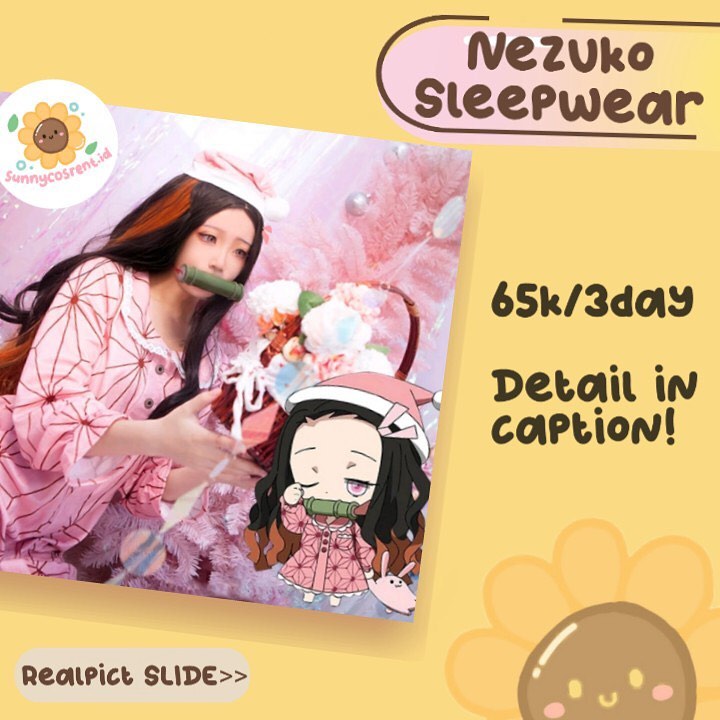 Nezuko
Sleepwear
sunnycosrent.id
65k/3day
Detail in
caption!
RealPict SLIDE>>